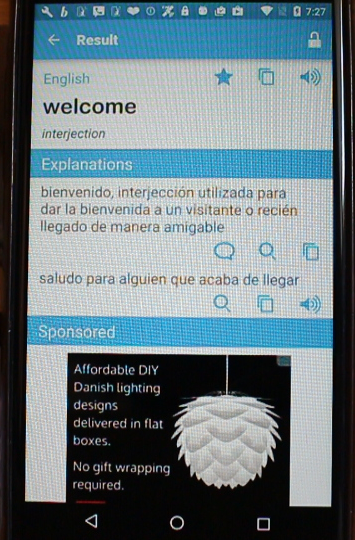 7:27
Result
English
welcome
interjection
Explanations
bienvenido, interjección utilizada para
dar la bienvenida a un visitante o recién
llegado de manera amigable
saludo para alguien que acaba de llegar
Sponsored
Affordable DIY
Danish lighting
designs
delivered in flat
boxes.
No gift wrapping
required.